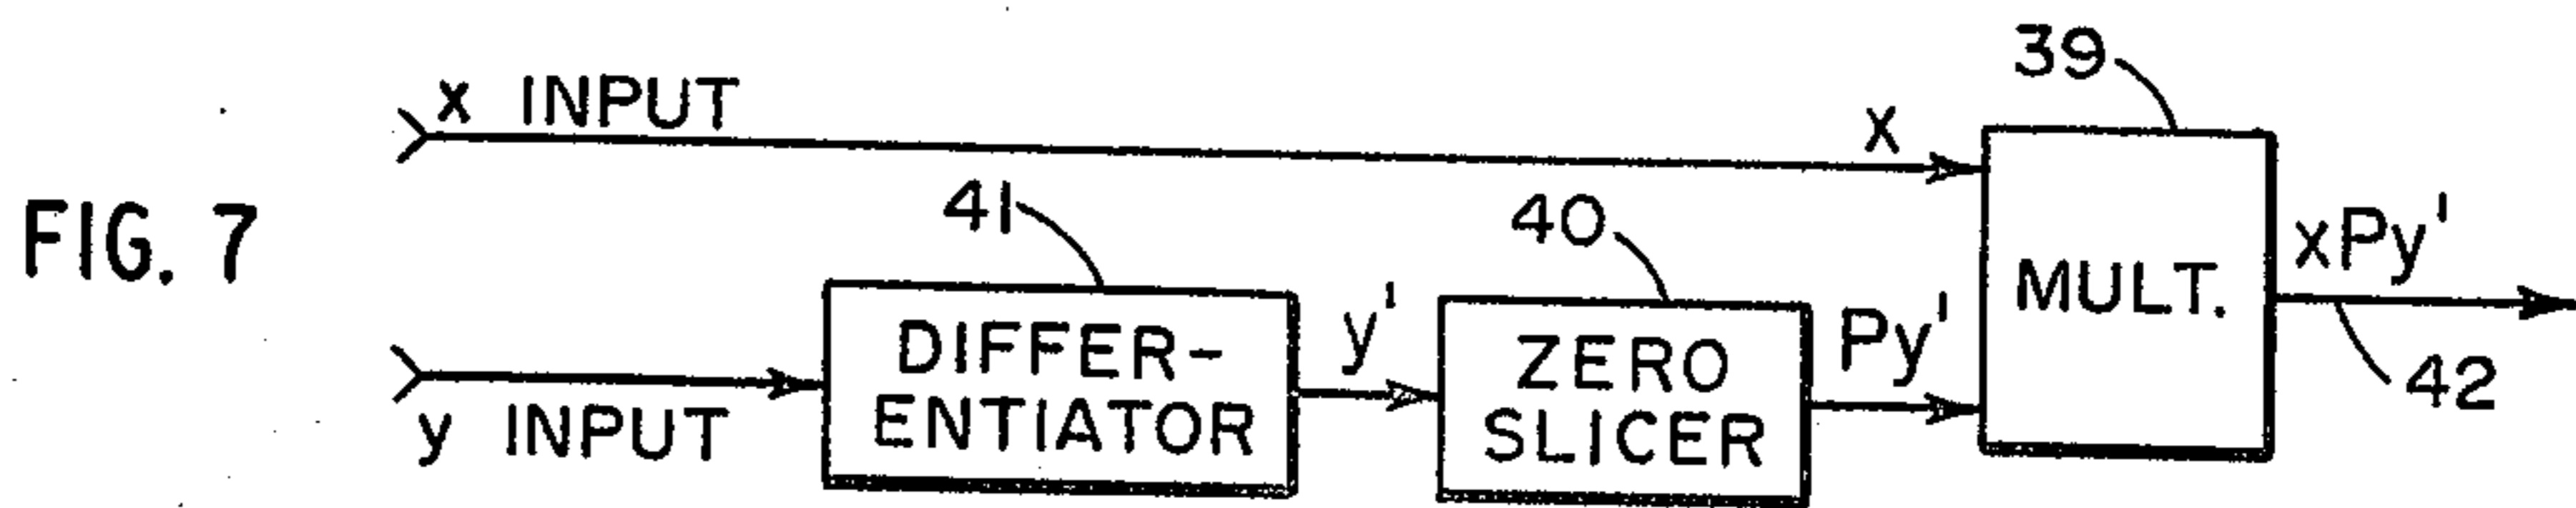 FIG. 7
x INPUT
x
39
41
40
MULT.
xPy'
DIFFER-
ENTIATOR
y'
ZERO
SLICER
Py'
42
y INPUT